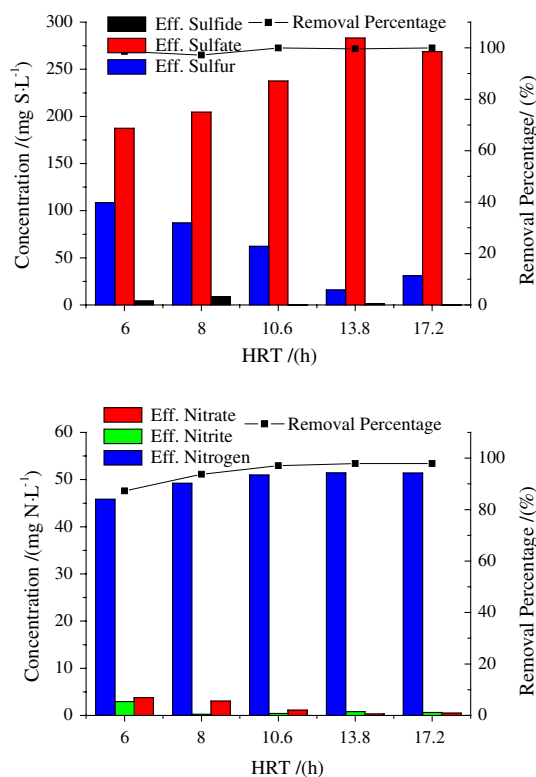 Eff. Sulfide
Eff. Sulfate
Eff. Sulfur
Removal Percentage
300
250
200
150
100
50
0
Concentration /(mg S·L⁻¹)
100
80
60
40
20
0
Removal Percentage/ (%)
6 8 10.6 13.8 17.2
HRT /(h)
Eff. Nitrate
Eff. Nitrite
Eff. Nitrogen
Removal Percentage
60
50
40
30
20
10
0
Concentration /(mg N·L⁻¹)
100
80
60
40
20
0
Removal Percentage /(%)
6 8 10.6 13.8 17.2
HRT /(h)